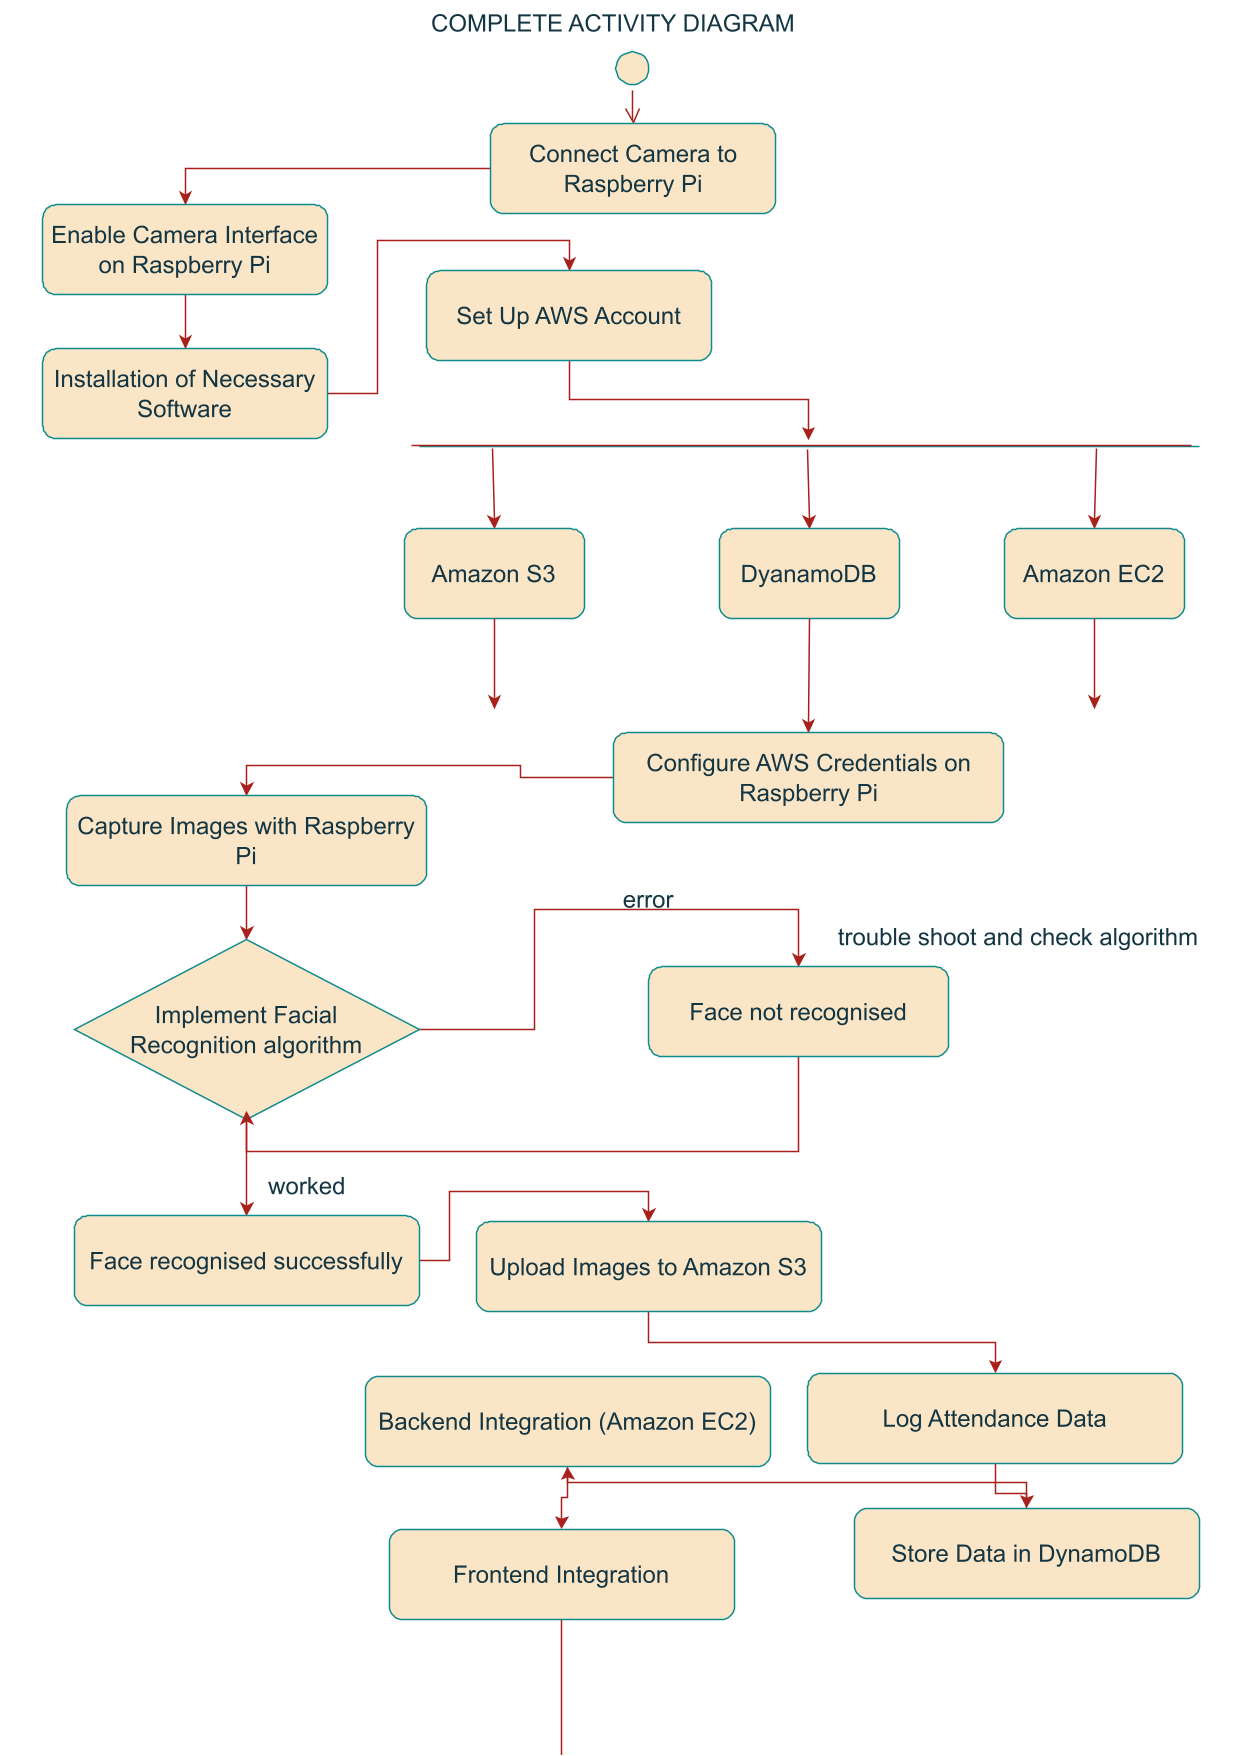 COMPLETE ACTIVITY DIAGRAM
Connect Camera to
Raspberry Pi
Enable Camera Interface
on Raspberry Pi
Set Up AWS Account
Installation of Necessary
Software
Amazon S3
DyanamoDB
Amazon EC2
Configure AWS Credentials on
Raspberry Pi
Capture Images with Raspberry
Pi
error
trouble shoot and check algorithm
Implement Facial
Recognition algorithm
Face not recognised
worked
Face recognised successfully
Upload Images to Amazon S3
Backend Integration (Amazon EC2)
Log Attendance Data
Frontend Integration
Store Data in DynamoDB